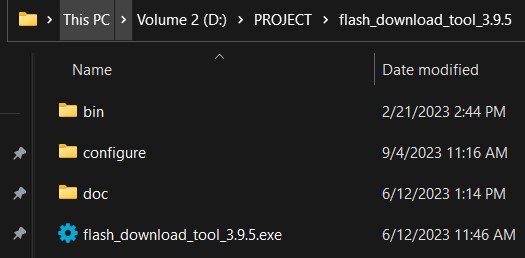 This PC Volume 2 (D:) PROJECT flash_download_tool_3.9.5
Name Date modified
bin 2/21/2023 2:44 PM
configure 9/4/2023 11:16 AM
doc 6/12/2023 1:14 PM
flash_download_tool_3.9.5.exe 6/12/2023 11:46 AM